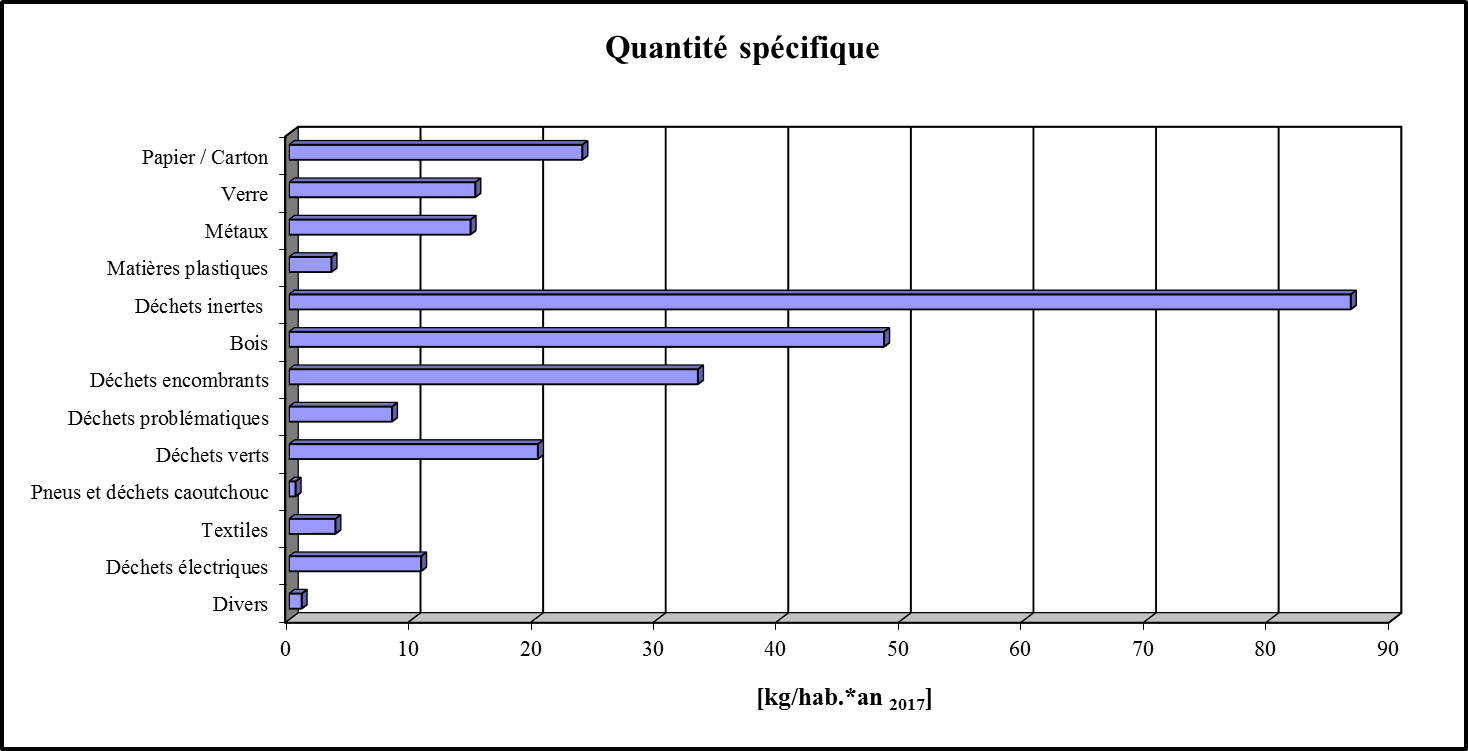 Quantité spécifique
Papier / Carton
Verre
Métaux
Matières plastiques
Déchets inertes
Bois
Déchets encombrants
Déchets problématiques
Déchets verts
Pneus et déchets caoutchouc
Textiles
Déchets électriques
Divers
0 10 20 30 40 50 60 70 80 90
[kg/hab.*an 2017]